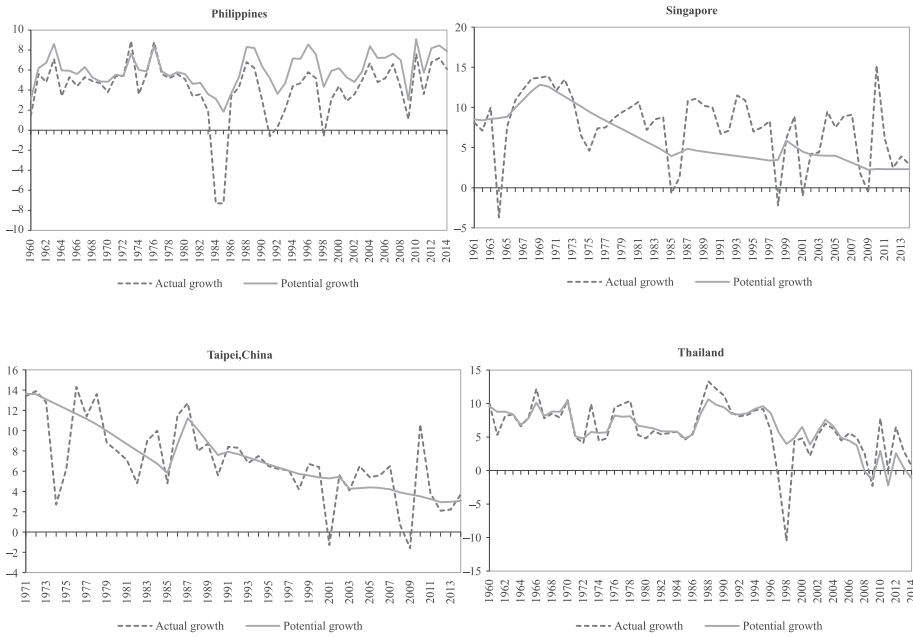 Philippines
10
8
6
4
2
0
–2
–4
–6
–8
–10
1960 1962 1964 1966 1968 1970 1972 1974 1976 1978 1980 1982 1984 1986 1988 1990 1992 1994 1996 1998 2000 2002 2004 2006 2008 2010 2012 2014
Actual growth Potential growth
Singapore
20
15
10
5
0
–5
1961 1963 1965 1967 1969 1971 1973 1975 1977 1979 1981 1983 1985 1987 1989 1991 1993 1995 1997 1999 2001 2003 2005 2007 2009 2011 2013
Actual growth Potential growth
Taipei,China
16
14
12
10
8
6
4
2
0
–2
–4
1971 1973 1975 1977 1979 1981 1983 1985 1987 1989 1991 1993 1995 1997 1999 2001 2003 2005 2007 2009 2011 2013
Actual growth Potential growth
Thailand
15
10
5
0
–5
–10
–15
1960 1962 1964 1966 1968 1970 1972 1974 1976 1978 1980 1982 1984 1986 1988 1990 1992 1994 1996 1998 2000 2002 2004 2006 2008 2010 2012 2014
Actual growth Potential growth